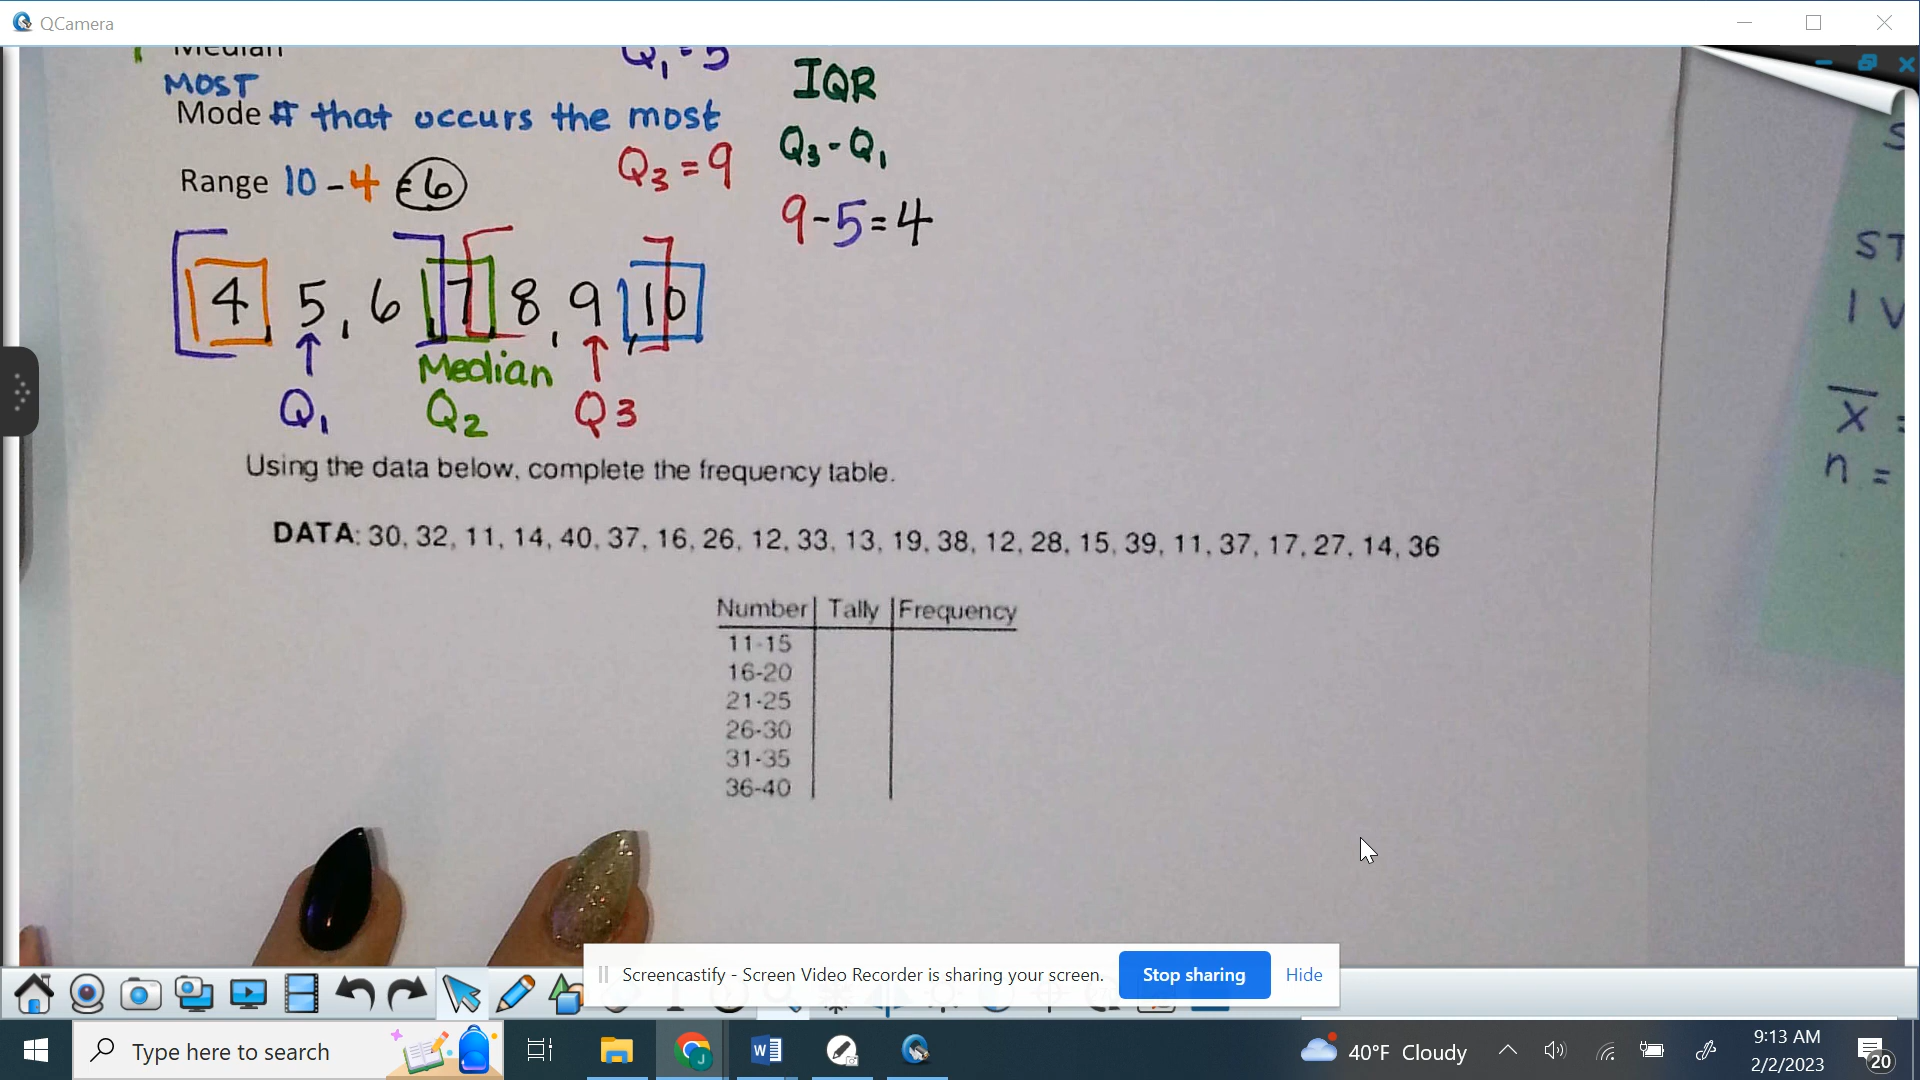 QCamera
Median
Q1 = 5
IQR
MOST
Mode # that occurs the most
Q3 - Q1
Q3 = 9
Range 10 - 4 = 6
9 - 5 = 4
4, 5, 6, 7, 8, 9, 10
Median
Q1 Q2 Q3
Using the data below, complete the frequency table.
DATA: 30, 32, 11, 14, 40, 37, 16, 26, 12, 33, 13, 19, 38, 12, 28, 15, 39, 11, 37, 17, 27, 14, 36
Number Tally Frequency
11-15
16-20
21-25
26-30
31-35
36-40
S
ST
1 V
x̅ =
n =
Screencastify - Screen Video Recorder is sharing your screen. Stop sharing Hide
Type here to search
40°F Cloudy
9:13 AM
2/2/2023
20